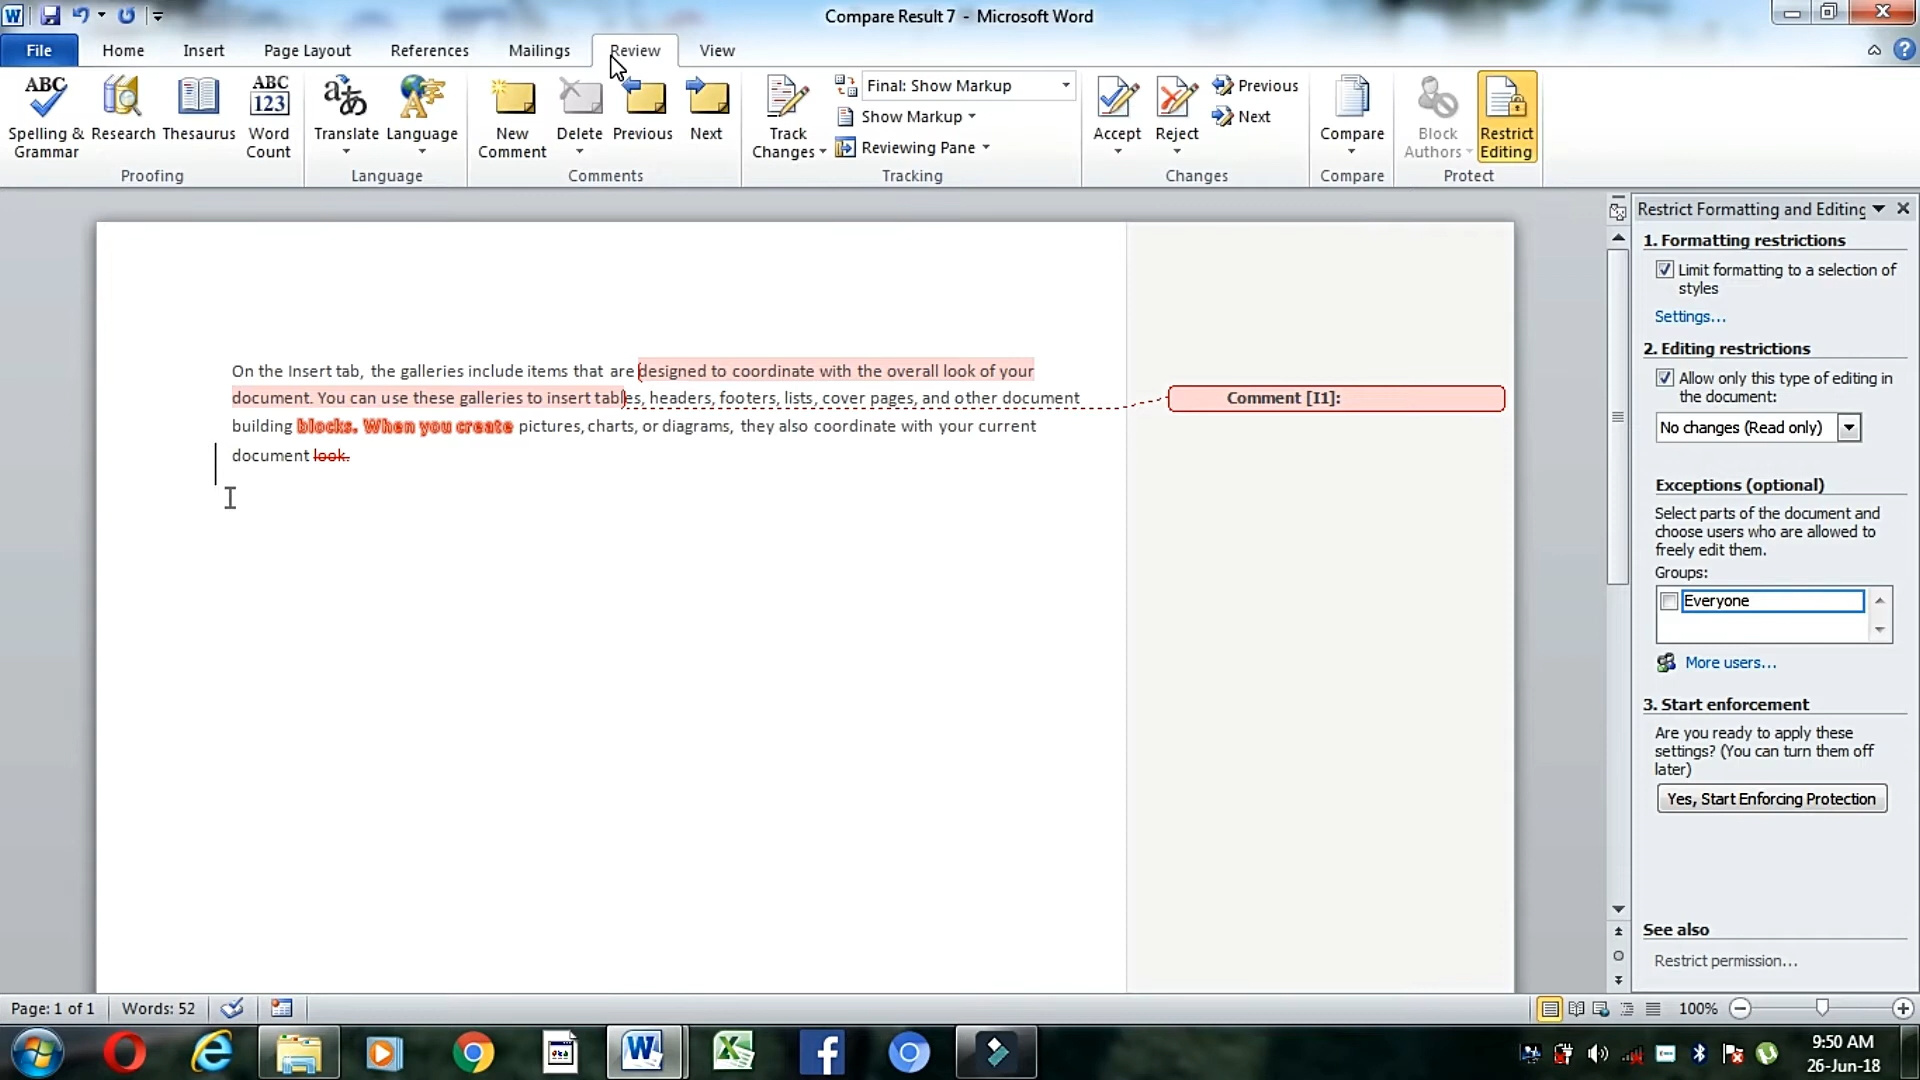 Compare Result 7 - Microsoft Word
File Home Insert Page Layout References Mailings Review View
ABC
Spelling & Grammar
Research
Thesaurus
ABC 123
Word Count
Proofing
Translate
Language
Language
New Comment
Delete
Previous
Next
Comments
Track Changes
Final: Show Markup
Show Markup
Reviewing Pane
Tracking
Accept
Reject
Previous
Next
Changes
Compare
Compare
Block Authors
Restrict Editing
Protect
On the Insert tab, the galleries include items that are designed to coordinate with the overall look of your
document. You can use these galleries to insert tables, headers, footers, lists, cover pages, and other document
building blocks. When you create pictures, charts, or diagrams, they also coordinate with your current
document look.
Comment [I1]:
Restrict Formatting and Editing
1. Formatting restrictions
Limit formatting to a selection of
styles
Settings...
2. Editing restrictions
Allow only this type of editing in
the document:
No changes (Read only)
Exceptions (optional)
Select parts of the document and
choose users who are allowed to
freely edit them.
Groups:
Everyone
More users...
3. Start enforcement
Are you ready to apply these
settings? (You can turn them off
later)
Yes, Start Enforcing Protection
See also
Restrict permission...
Page: 1 of 1 Words: 52
100%
9:50 AM
26-Jun-18